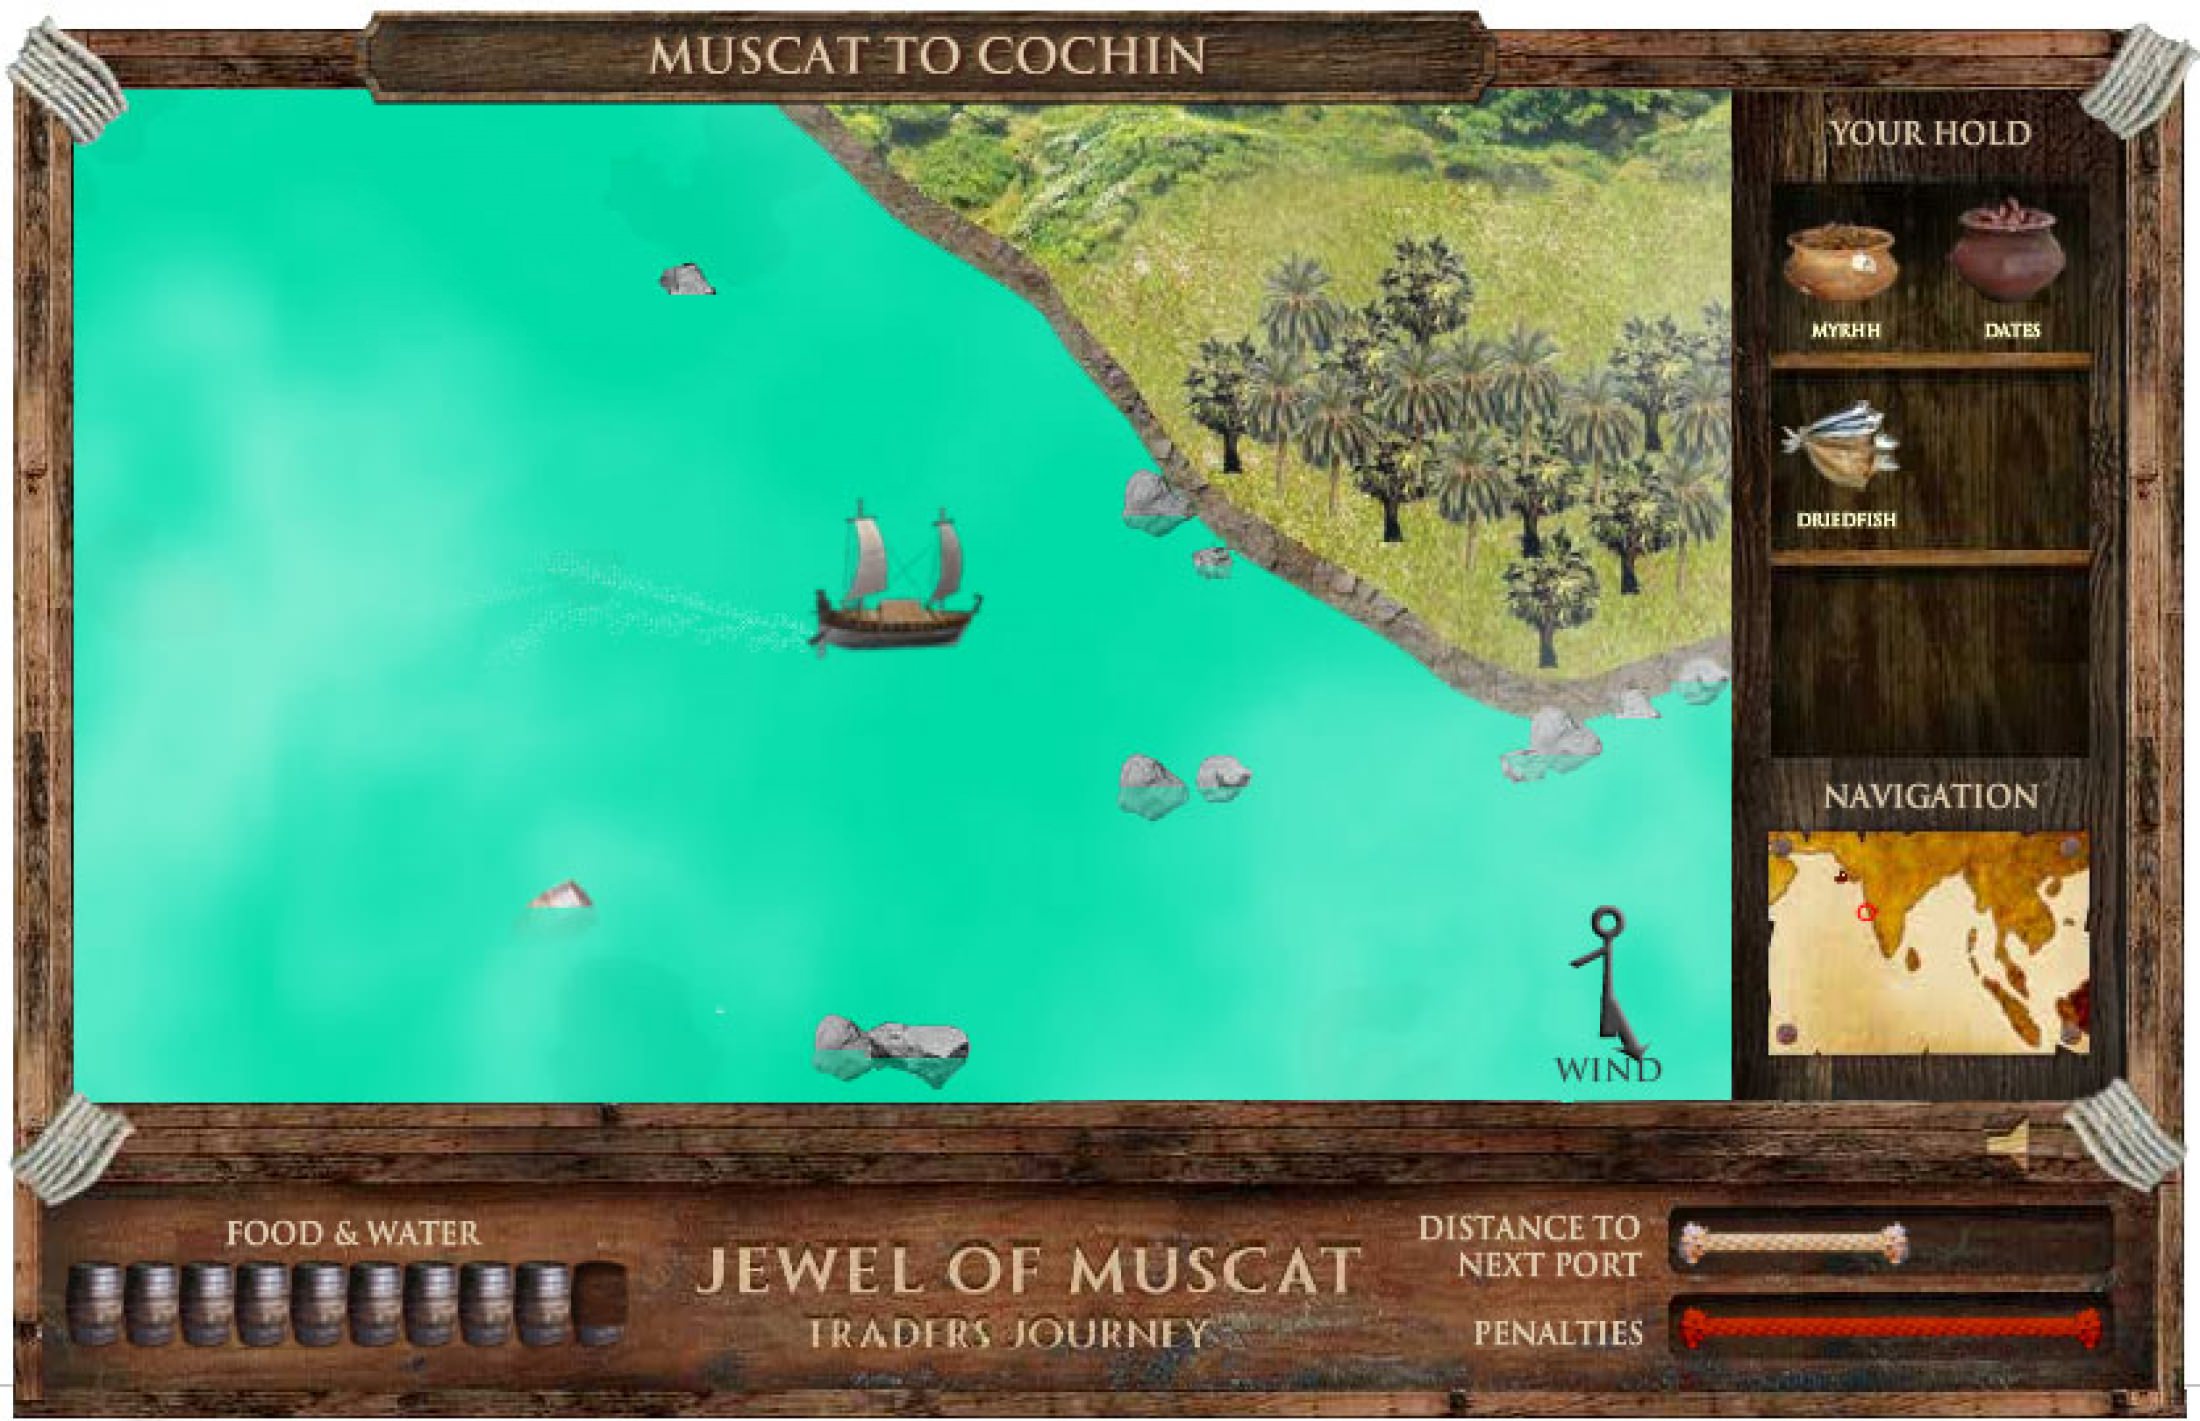 MUSCAT TO COCHIN
YOUR HOLD
MYRHH DATES
DRIEDFISH
NAVIGATION
WIND
FOOD & WATER
JEWEL OF MUSCAT
TRADERS JOURNEY
DISTANCE TO
NEXT PORT
PENALTIES